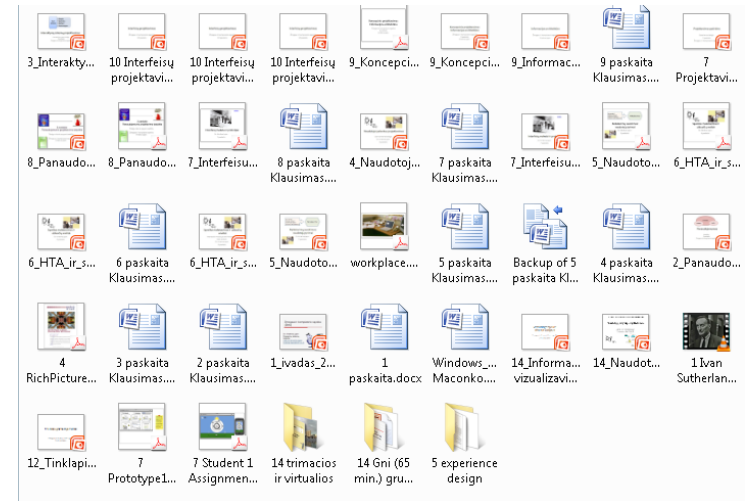 3_Interakty...
10 Interfeisų projektavi...
10 Interfeisų projektavi...
10 Interfeisų projektavi...
9_Koncepci...
9_Koncepci...
9_Informac...
9 paskaita Klausimas....
7 Projektavi...
8_Panaudo...
8_Panaudo...
7_Interfeisu...
8 paskaita Klausimas....
4_Naudotoj...
7 paskaita Klausimas....
7_Interfeisu...
5_Naudoto...
6_HTA_ir_s...
6_HTA_ir_s...
6 paskaita Klausimas....
6_HTA_ir_s...
5_Naudoto...
workplace....
5 paskaita Klausimas....
Backup of 5 paskaita Kl...
4 paskaita Klausimas....
2_Panaudo...
4 RichPicture...
3 paskaita Klausimas....
2 paskaita Klausimas....
1_ivadas_2...
1 paskaita.docx
Windows_... Maconko....
14_Informa... vizualizavi...
14_Naudot...
1 Ivan Sutherlan...
12_Tinklapi...
7 Prototype1...
7 Student 1 Assignmen...
14 trimacios ir virtualios
14 Gni (65 min.) gru...
5 experience design